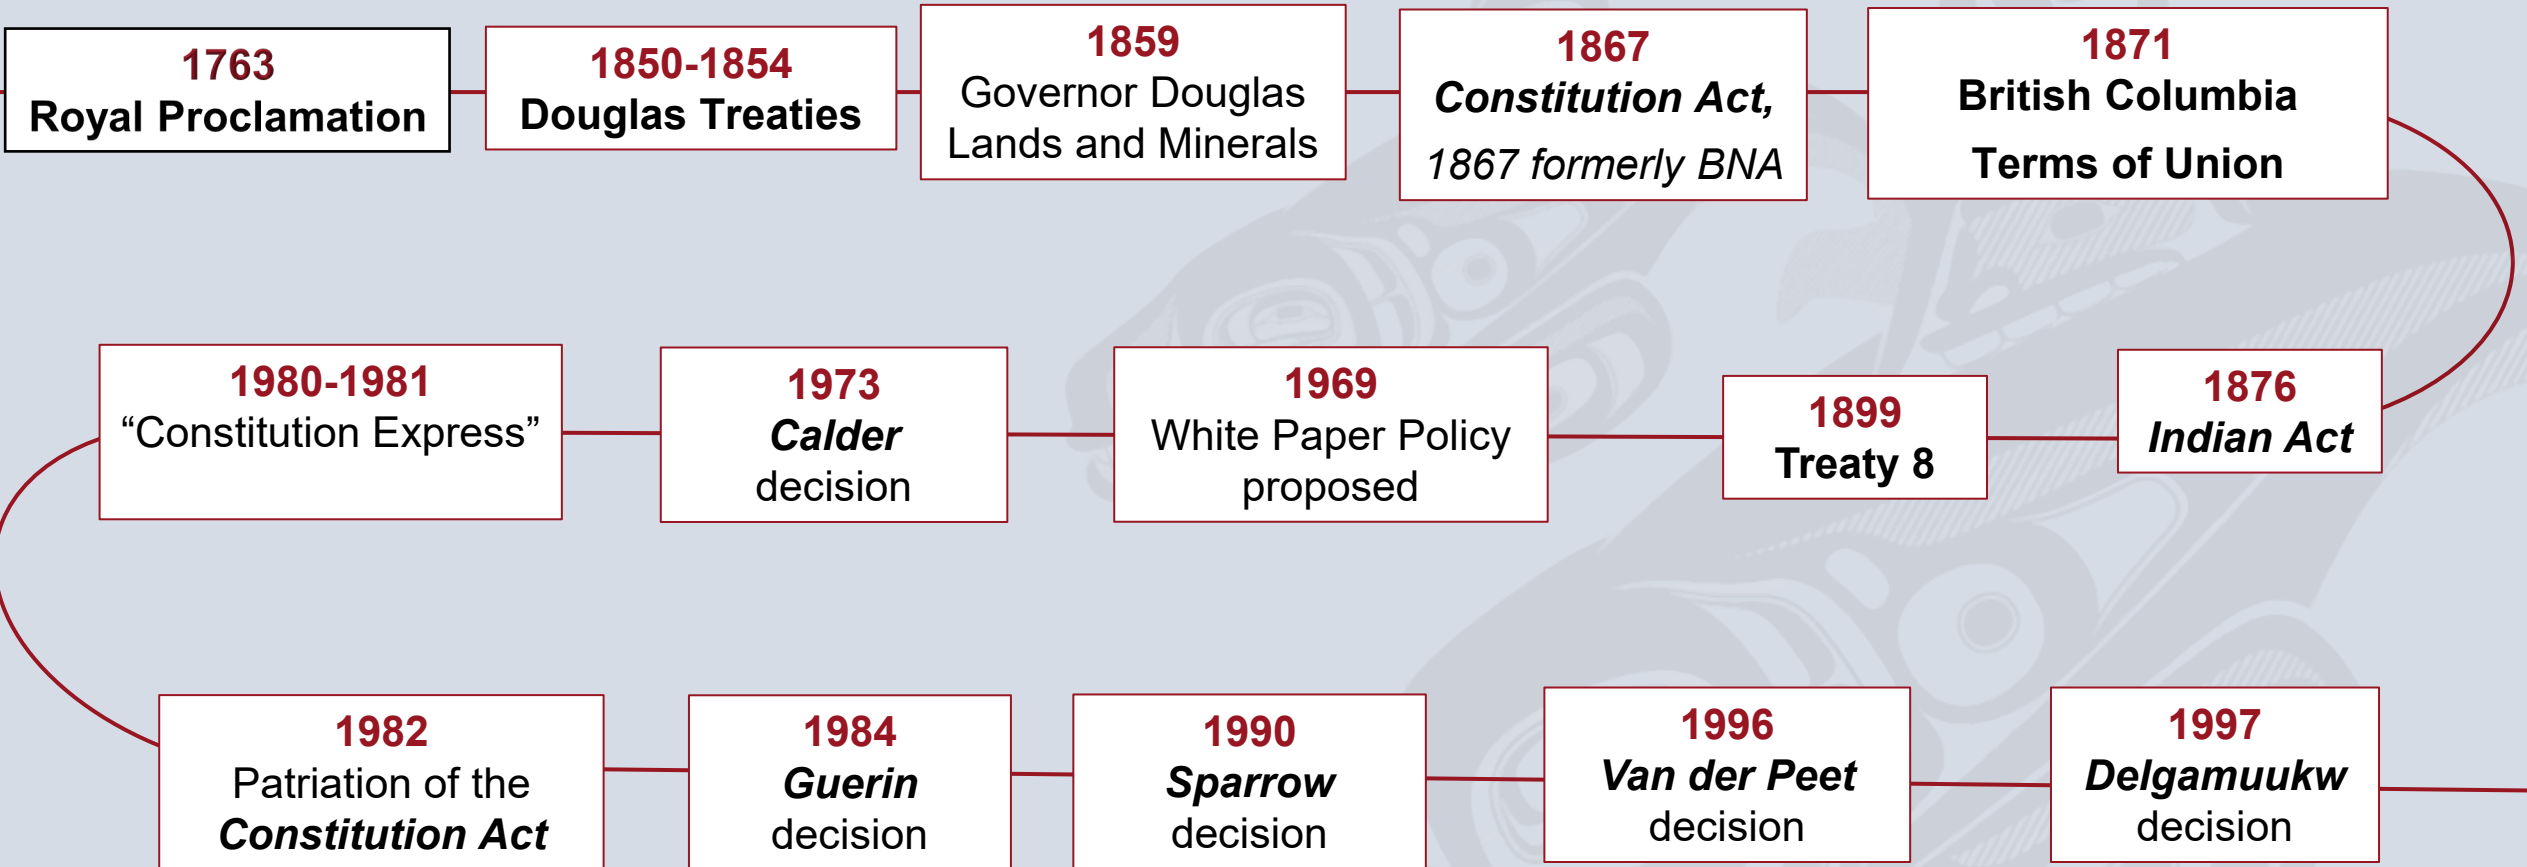 1763
Royal Proclamation
1850-1854
Douglas Treaties
1859
Governor Douglas
Lands and Minerals
1867
Constitution Act,
1867 formerly BNA
1871
British Columbia
Terms of Union
1876
Indian Act
1899
Treaty 8
1969
White Paper Policy
proposed
1973
Calder
decision
1980-1981
“Constitution Express”
1982
Patriation of the
Constitution Act
1984
Guerin
decision
1990
Sparrow
decision
1996
Van der Peet
decision
1997
Delgamuukw
decision